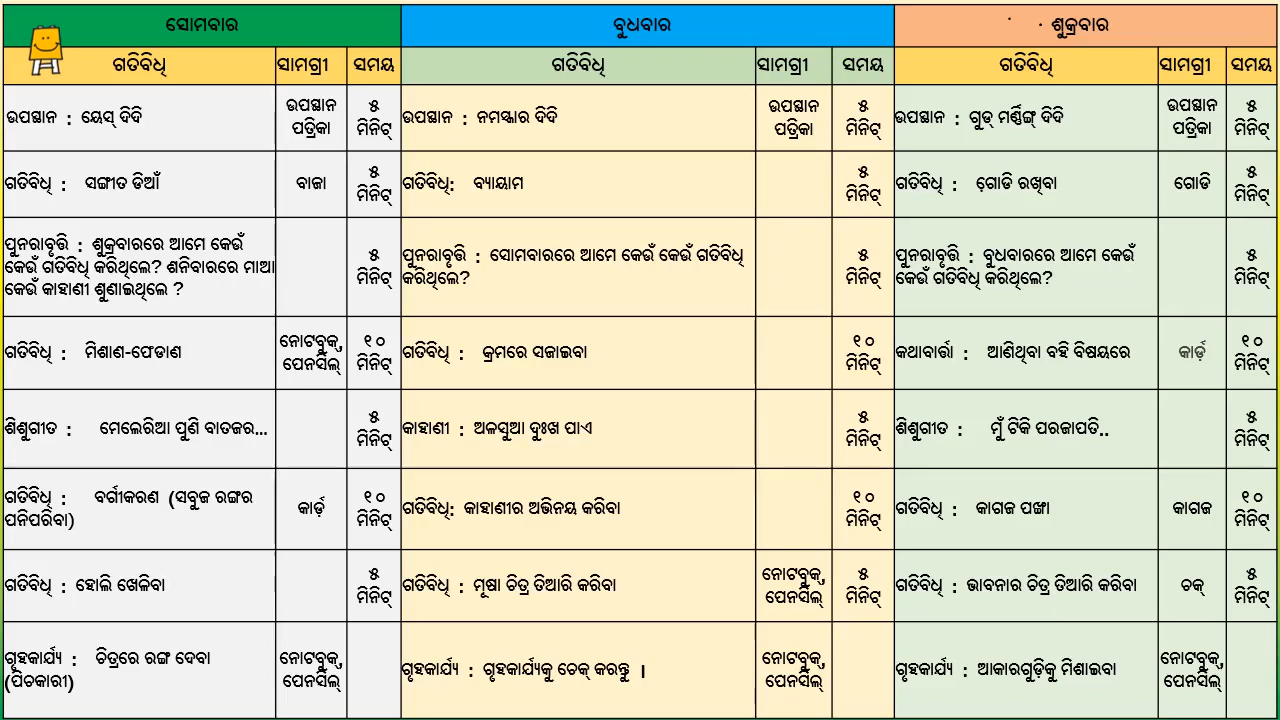 ସୋମବାର ବୁଧବାର ଶୁକ୍ରବାର
ଗତିବିଧି ସାମଗ୍ରୀ ସମୟ ଗତିବିଧି ସାମଗ୍ରୀ ସମୟ ଗତିବିଧି ସାମଗ୍ରୀ ସମୟ
ଉପସ୍ଥାନ : ୟେସ୍ ଦିଦି
ଉପସ୍ଥାନ
ପତ୍ରିକା
୫
ମିନିଟ୍
ଉପସ୍ଥାନ : ନମସ୍କାର ଦିଦି
ଉପସ୍ଥାନ
ପତ୍ରିକା
୫
ମିନିଟ୍
ଉପସ୍ଥାନ : ଗୁଡ୍ ମର୍ଣ୍ଣିଙ୍ଗ୍ ଦିଦି
ଉପସ୍ଥାନ
ପତ୍ରିକା
୫
ମିନିଟ୍
ଗତିବିଧି : ସଙ୍ଗୀତ ଡିଆଁ
ବାଜା
୫
ମିନିଟ୍
ଗତିବିଧି: ବ୍ୟାୟାମ
୫
ମିନିଟ୍
ଗତିବିଧି : ଗୋଡି ରଖିବା
ଗୋଡି
୫
ମିନିଟ୍
ପୁନରାବୃତ୍ତି : ଶୁକ୍ରବାରରେ ଆମେ କେଉଁ
କେଉଁ ଗତିବିଧି କରିଥିଲେ? ଶନିବାରରେ ମାଆ
କେଉଁ କାହାଣୀ ଶୁଣାଇଥିଲେ ?
୫
ମିନିଟ୍
ପୁନରାବୃତ୍ତି : ସୋମବାରରେ ଆମେ କେଉଁ କେଉଁ ଗତିବିଧି
କରିଥିଲେ?
୫
ମିନିଟ୍
ପୁନରାବୃତ୍ତି : ବୁଧବାରରେ ଆମେ କେଉଁ
କେଉଁ ଗତିବିଧି କରିଥିଲେ?
୫
ମିନିଟ୍
ଗତିବିଧି : ମିଶାଣ-ଫେଡାଣ
ନୋଟବୁକ୍,
ପେନସିଲ୍
୧୦
ମିନିଟ୍
ଗତିବିଧି : କ୍ରମରେ ସଜାଇବା
୧୦
ମିନିଟ୍
କଥାବାର୍ତ୍ତା : ଆଣିଥିବା ବହି ବିଷୟରେ
କାର୍ଡ଼
୧୦
ମିନିଟ୍
ଶିଶୁଗୀତ : ମେଲେରିଆ ପୁଣି ବାତଜର...
୫
ମିନିଟ୍
କାହାଣୀ : ଅଳସୁଆ ଦୁଃଖ ପାଏ
୫
ମିନିଟ୍
ଶିଶୁଗୀତ : ମୁଁ ଟିକି ପରଜାପତି..
୫
ମିନିଟ୍
ଗତିବିଧି : ବର୍ଗୀକରଣ (ସବୁଜ ରଙ୍ଗର
ପନିପରିବା)
କାର୍ଡ଼
୧୦
ମିନିଟ୍
ଗତିବିଧି: କାହାଣୀର ଅଭିନୟ କରିବା
୧୦
ମିନିଟ୍
ଗତିବିଧି : କାଗଜ ପଙ୍ଖା
କାଗଜ
୧୦
ମିନିଟ୍
ଗତିବିଧି : ହୋଲି ଖେଳିବା
୫
ମିନିଟ୍
ଗତିବିଧି : ମୂଷା ଚିତ୍ର ତିଆରି କରିବା
ନୋଟବୁକ୍,
ପେନସିଲ୍
୫
ମିନିଟ୍
ଗତିବିଧି : ଭାବନାର ଚିତ୍ର ତିଆରି କରିବା
ଚକ୍
୫
ମିନିଟ୍
ଗୃହକାର୍ଯ୍ୟ : ଚିତ୍ରରେ ରଙ୍ଗ ଦେବା
(ପିଚକାରୀ)
ନୋଟବୁକ୍,
ପେନସିଲ୍
ଗୃହକାର୍ଯ୍ୟ : ଗୃହକାର୍ଯ୍ୟକୁ ଚେକ୍ କରନ୍ତୁ ।
ନୋଟବୁକ୍,
ପେନସିଲ୍
ଗୃହକାର୍ଯ୍ୟ : ଆକାରଗୁଡ଼ିକୁ ମିଶାଇବା
ନୋଟବୁକ୍,
ପେନସିଲ୍